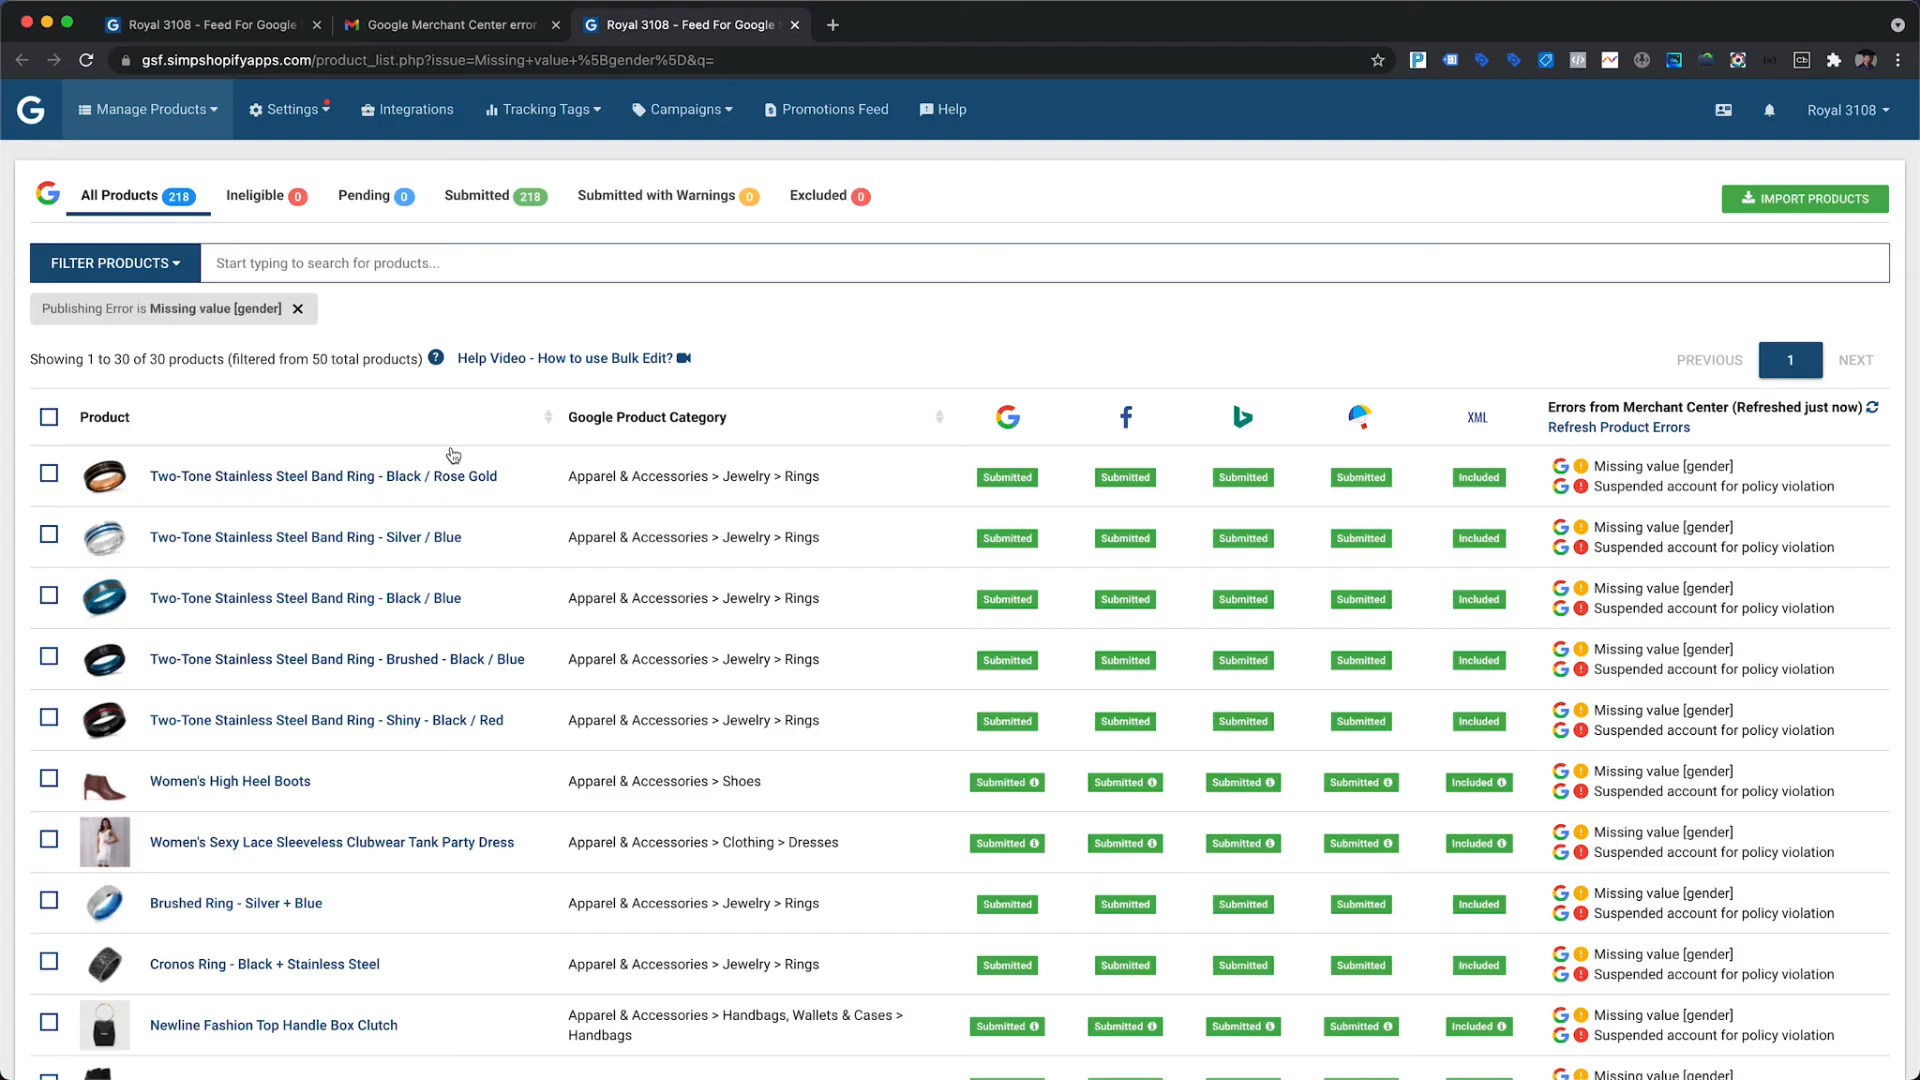 Royal 3108 - Feed For Google
Google Merchant Center error
Royal 3108 - Feed For Google
gsf.simpshopifyapps.com/product_list.php?issue=Missing+value+%5Bgender%5D&q=
Manage Products
Settings
Integrations
Tracking Tags
Campaigns
Promotions Feed
Help
Royal 3108
All Products 218
Ineligible 0
Pending 0
Submitted 218
Submitted with Warnings 0
Excluded 0
IMPORT PRODUCTS
FILTER PRODUCTS
Start typing to search for products...
Publishing Error is Missing value [gender]
Showing 1 to 30 of 30 products (filtered from 50 total products)
Help Video - How to use Bulk Edit?
PREVIOUS 1 NEXT
Product
Google Product Category
XML
Errors from Merchant Center (Refreshed just now)
Refresh Product Errors
Two-Tone Stainless Steel Band Ring - Black / Rose Gold
Apparel & Accessories > Jewelry > Rings
Submitted Submitted Submitted Submitted Included
Missing value [gender]
Suspended account for policy violation
Two-Tone Stainless Steel Band Ring - Silver / Blue
Apparel & Accessories > Jewelry > Rings
Submitted Submitted Submitted Submitted Included
Missing value [gender]
Suspended account for policy violation
Two-Tone Stainless Steel Band Ring - Black / Blue
Apparel & Accessories > Jewelry > Rings
Submitted Submitted Submitted Submitted Included
Missing value [gender]
Suspended account for policy violation
Two-Tone Stainless Steel Band Ring - Brushed - Black / Blue
Apparel & Accessories > Jewelry > Rings
Submitted Submitted Submitted Submitted Included
Missing value [gender]
Suspended account for policy violation
Two-Tone Stainless Steel Band Ring - Shiny - Black / Red
Apparel & Accessories > Jewelry > Rings
Submitted Submitted Submitted Submitted Included
Missing value [gender]
Suspended account for policy violation
Women's High Heel Boots
Apparel & Accessories > Shoes
Submitted Submitted Submitted Submitted Included
Missing value [gender]
Suspended account for policy violation
Women's Sexy Lace Sleeveless Clubwear Tank Party Dress
Apparel & Accessories > Clothing > Dresses
Submitted Submitted Submitted Submitted Included
Missing value [gender]
Suspended account for policy violation
Brushed Ring - Silver + Blue
Apparel & Accessories > Jewelry > Rings
Submitted Submitted Submitted Submitted Included
Missing value [gender]
Suspended account for policy violation
Cronos Ring - Black + Stainless Steel
Apparel & Accessories > Jewelry > Rings
Submitted Submitted Submitted Submitted Included
Missing value [gender]
Suspended account for policy violation
Newline Fashion Top Handle Box Clutch
Apparel & Accessories > Handbags, Wallets & Cases >
Handbags
Submitted Submitted Submitted Submitted Included
Missing value [gender]
Suspended account for policy violation
Missing value [gender]